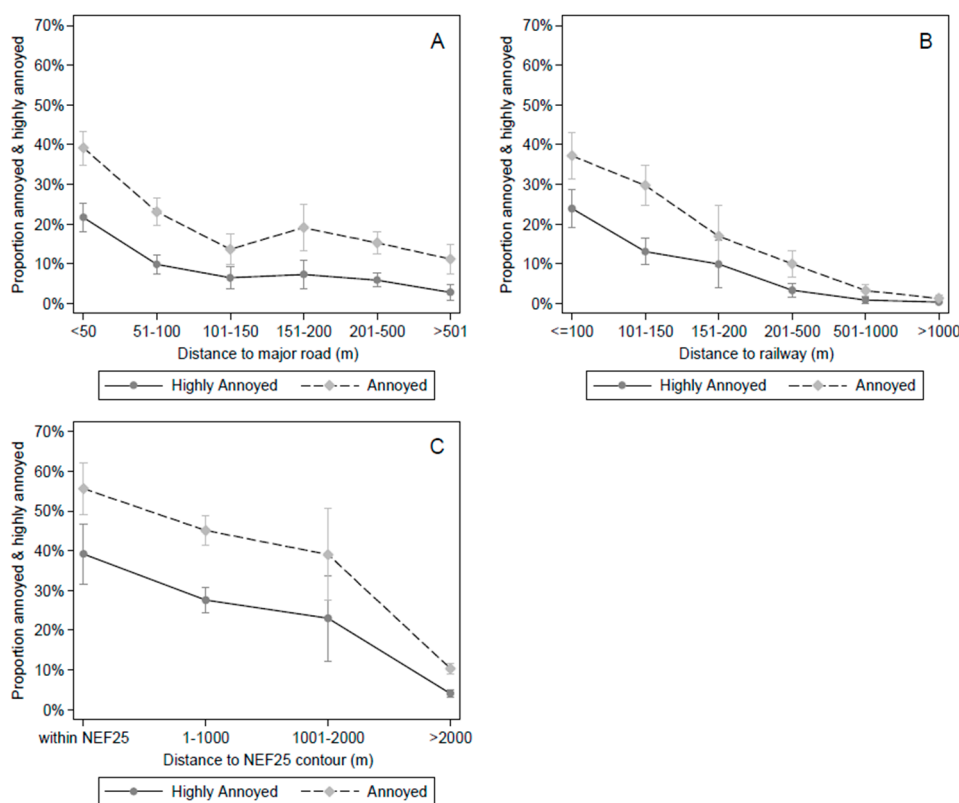 A
Proportion annoyed & highly annoyed
70%
60%
50%
40%
30%
20%
10%
0%
<50 51-100 101-150 151-200 201-500 >501
Distance to major road (m)
Highly Annoyed Annoyed
B
Proportion annoyed & highly annoyed
70%
60%
50%
40%
30%
20%
10%
0%
<=100 101-150 151-200 201-500 501-1000 >1000
Distance to railway (m)
Highly Annoyed Annoyed
C
Proportion annoyed & highly annoyed
70%
60%
50%
40%
30%
20%
10%
0%
within NEF25 1-1000 1001-2000 >2000
Distance to NEF25 contour (m)
Highly Annoyed Annoyed